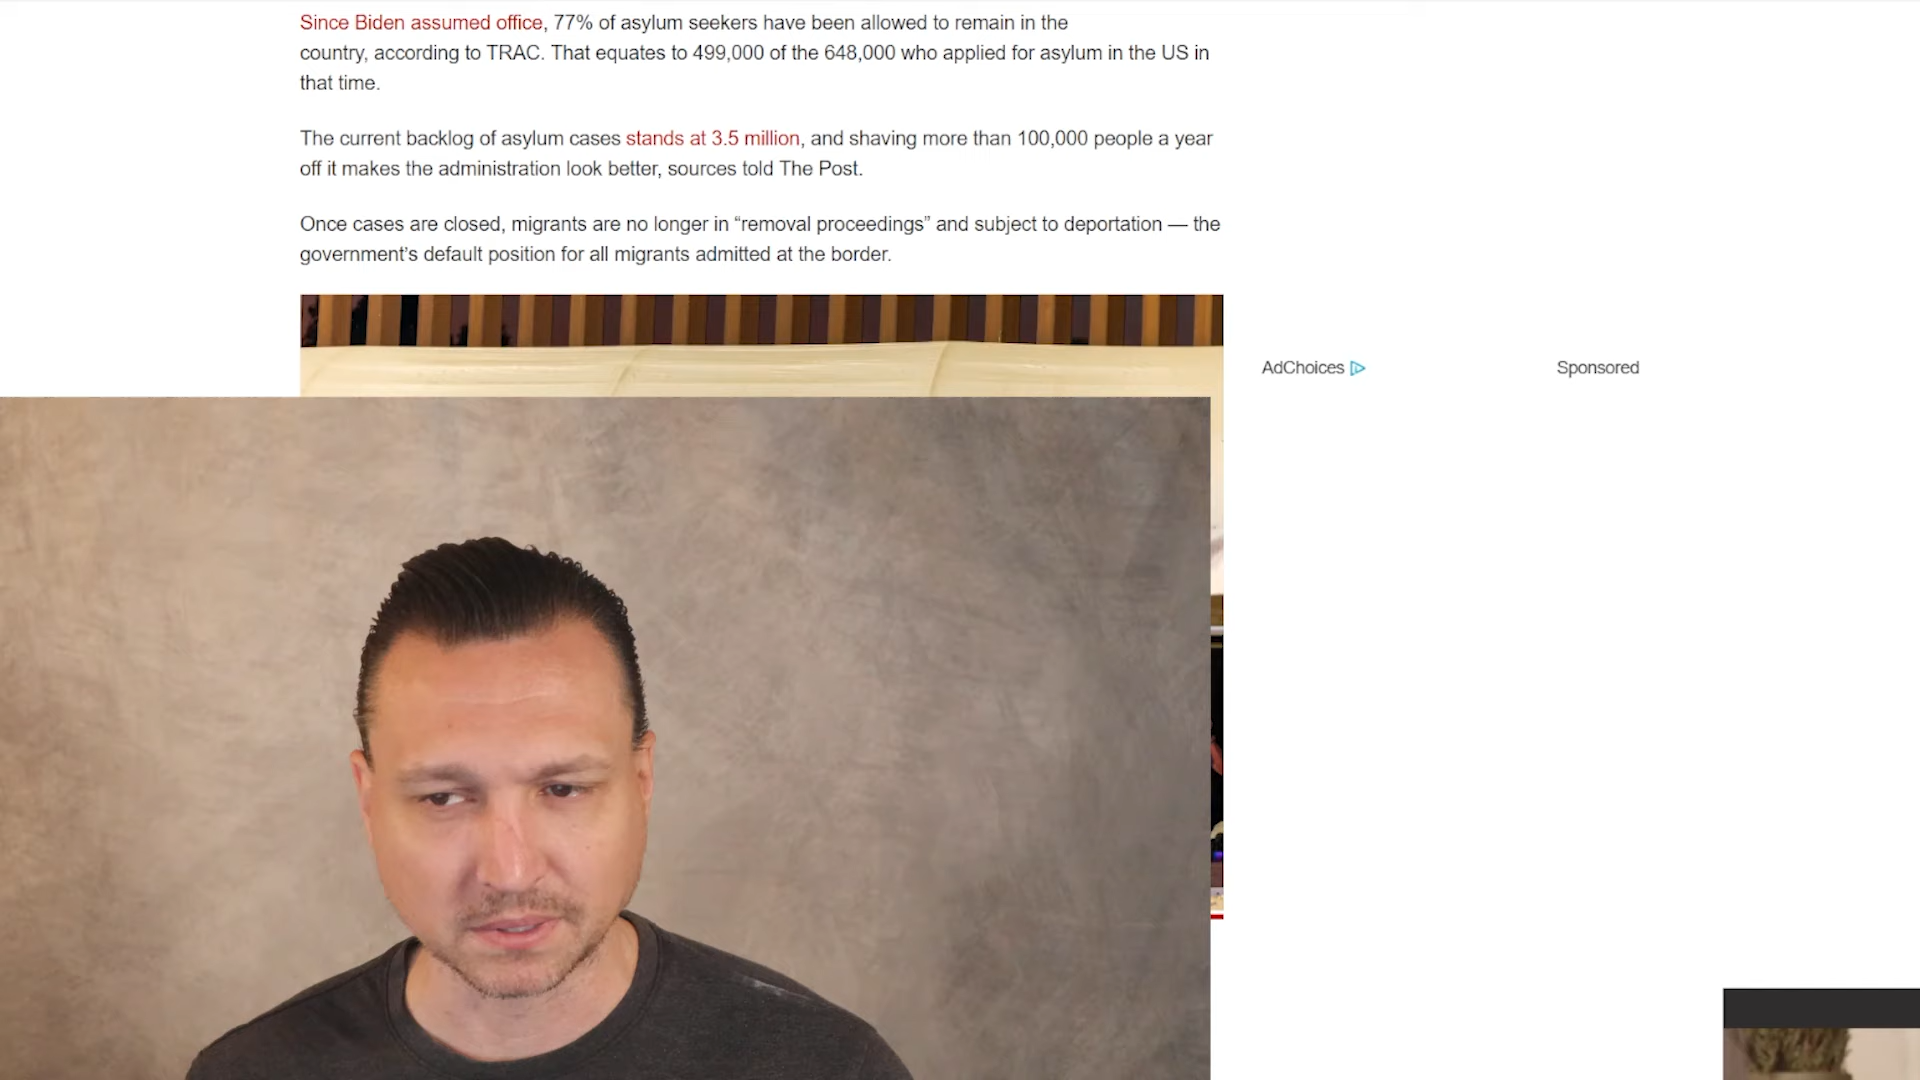 Since Biden assumed office, 77% of asylum seekers have been allowed to remain in the
country, according to TRAC. That equates to 499,000 of the 648,000 who applied for asylum in the US in
that time.
The current backlog of asylum cases stands at 3.5 million, and shaving more than 100,000 people a year
off it makes the administration look better, sources told The Post.
Once cases are closed, migrants are no longer in “removal proceedings” and subject to deportation — the
government’s default position for all migrants admitted at the border.
AdChoices
Sponsored